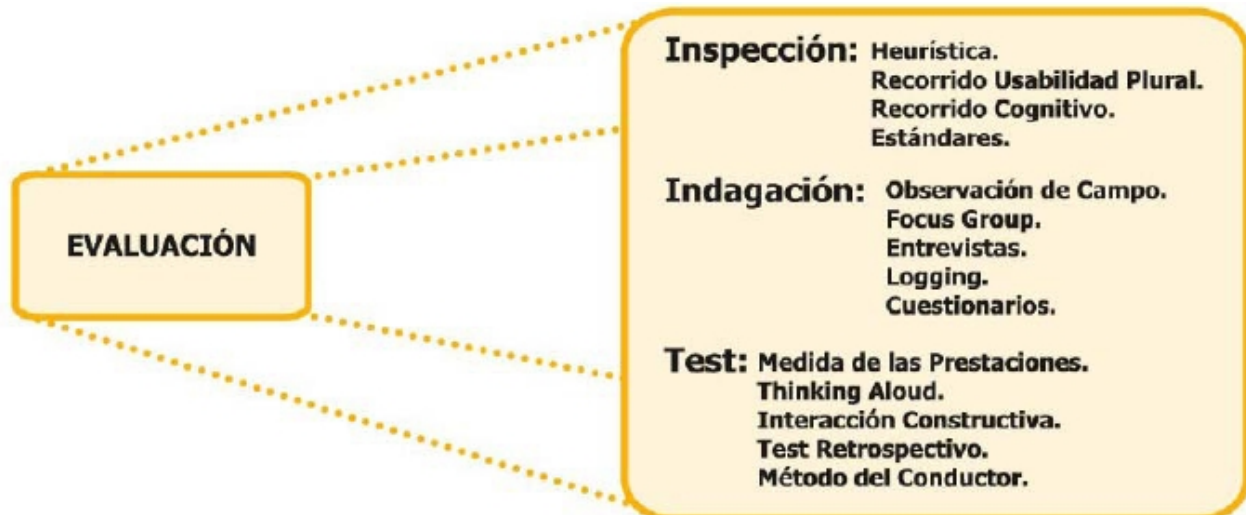 EVALUACIÓN
Inspección: Heurística.
Recorrido Usabilidad Plural.
Recorrido Cognitivo.
Estándares.
Indagación: Observación de Campo.
Focus Group.
Entrevistas.
Logging.
Cuestionarios.
Test: Medida de las Prestaciones.
Thinking Aloud.
Interacción Constructiva.
Test Retrospectivo.
Método del Conductor.